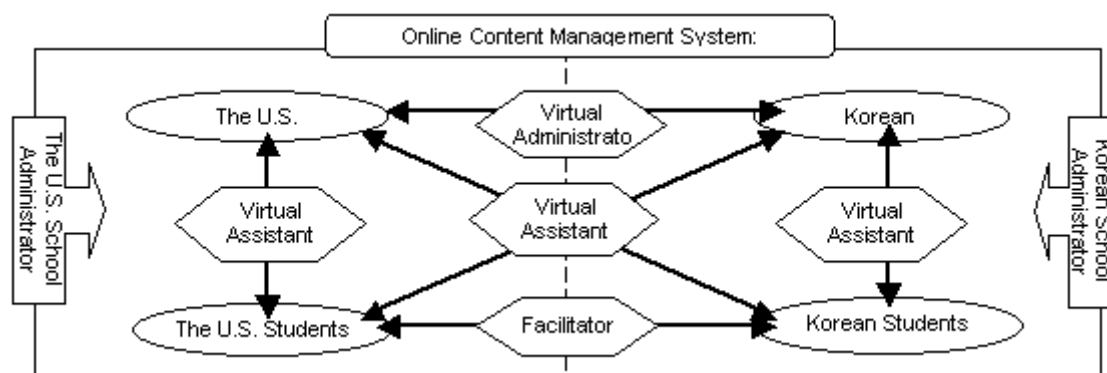 Online Content Management System:
The U.S.
Virtual
Administrato
Korean
The U.S. School
Administrator
Korean School
Administrator
Virtual
Assistant
Virtual
Assistant
Virtual
Assistant
The U.S. Students
Facilitator
Korean Students